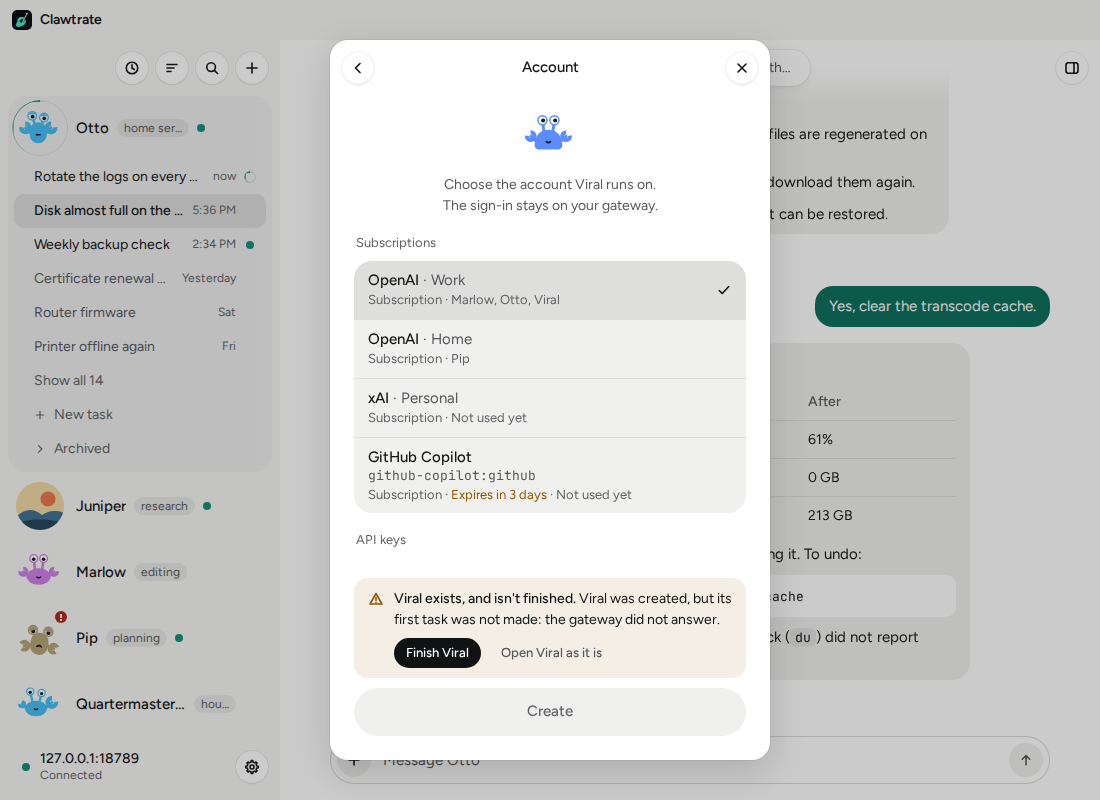 Clawtrate
Otto home ser...
Rotate the logs on every ... now
Disk almost full on the ... 5:36 PM
Weekly backup check 2:34 PM
Certificate renewal ... Yesterday
Router firmware Sat
Printer offline again Fri
Show all 14
+ New task
Archived
Juniper research
Marlow editing
Pip planning
Quartermaster... hou...
127.0.0.1:18789
Connected
Account
Choose the account Viral runs on.
The sign-in stays on your gateway.
Subscriptions
OpenAI · Work
Subscription · Marlow, Otto, Viral
OpenAI · Home
Subscription · Pip
xAI · Personal
Subscription · Not used yet
GitHub Copilot
github-copilot:github
Subscription · Expires in 3 days · Not used yet
API keys
Viral exists, and isn't finished. Viral was created, but its
first task was not made: the gateway did not answer.
Finish Viral Open Viral as it is
Create
th...
files are regenerated on
download them again.
t can be restored.
Yes, clear the transcode cache.
After
61%
0 GB
213 GB
ng it. To undo:
cache
ck (du) did not report
Message Otto